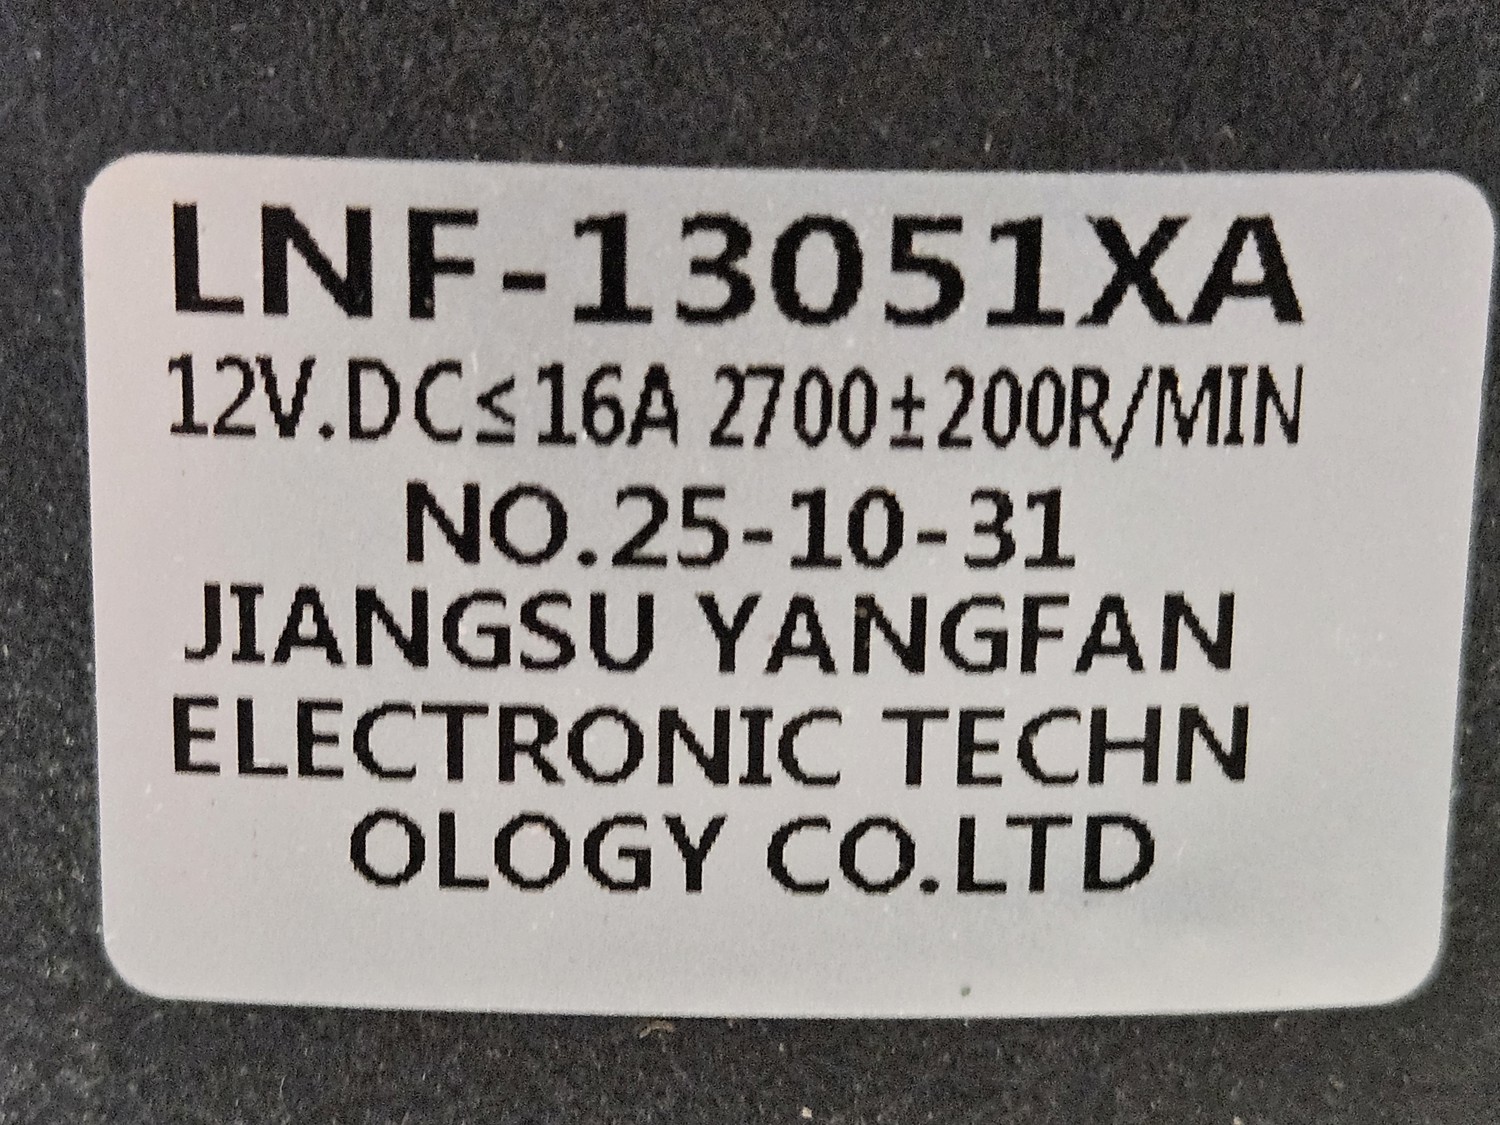 LNF-13051XA
12V.DC≤16A 2700±200R/MIN
NO.25-10-31
JIANGSU YANGFAN
ELECTRONIC TECHN
OLOGY CO.LTD